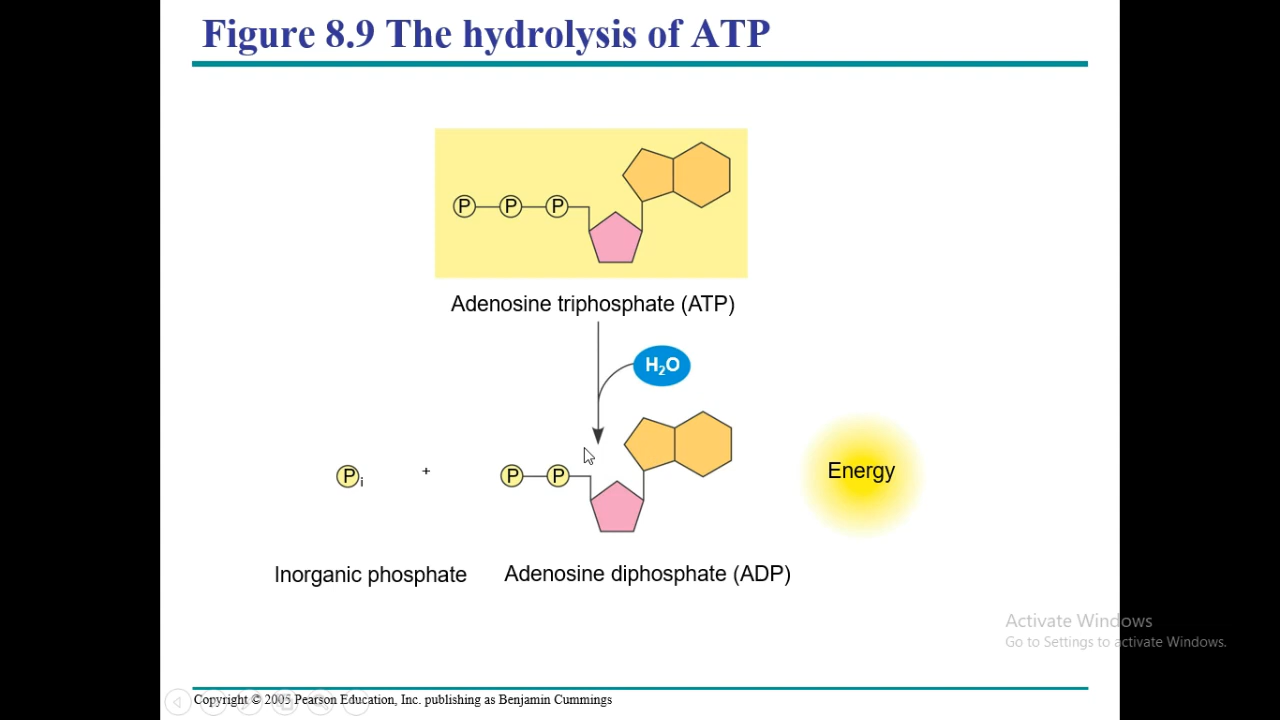 Figure 8.9 The hydrolysis of ATP
P P P
Adenosine triphosphate (ATP)
H₂O
Pᵢ + P P
Energy
Inorganic phosphate Adenosine diphosphate (ADP)
Activate Windows
Go to Settings to activate Windows.
Copyright © 2005 Pearson Education, Inc. publishing as Benjamin Cummings